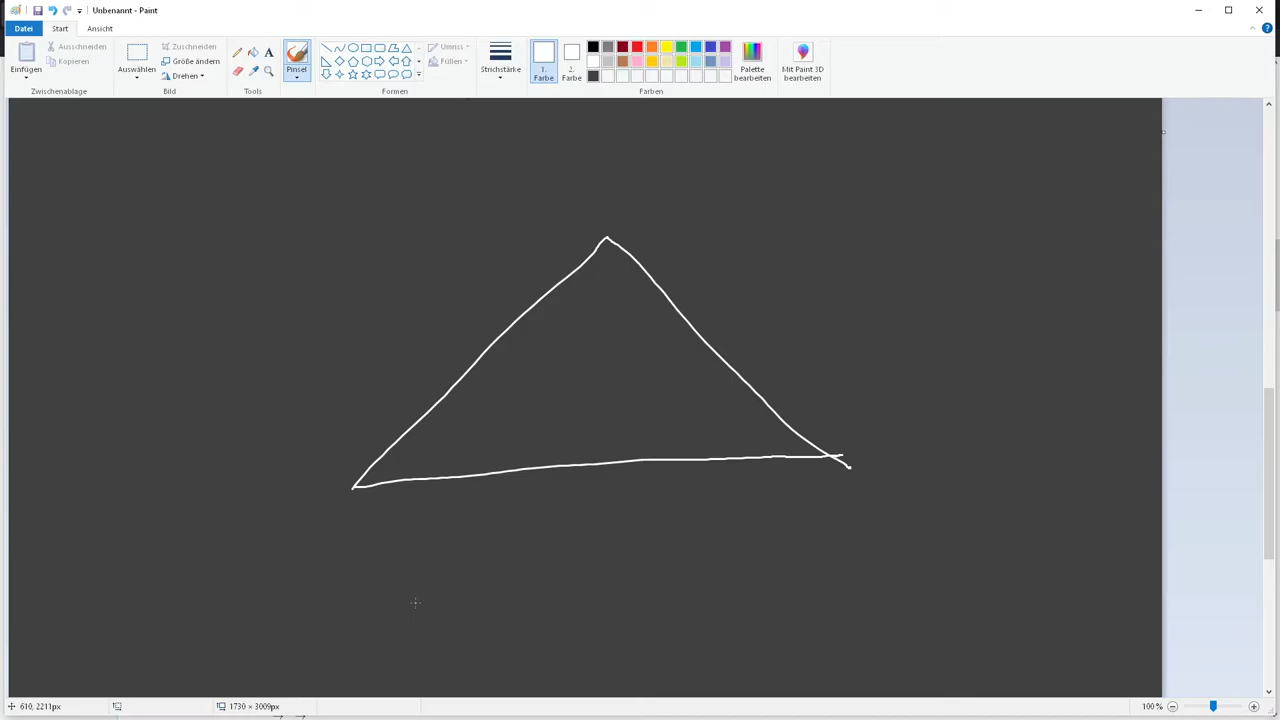 Unbenannt - Paint
Datei Start Ansicht
Einfügen
Ausschneiden
Kopieren
Zwischenablage
Auswählen
Zuschneiden
Größe ändern
Drehen
Bild
A
Tools
Pinsel
Umriss
Füllen
Formen
Strichstärke
1.
Farbe
2.
Farbe
Palette
bearbeiten
Mit Paint 3D
bearbeiten
Farben
610, 2211px
1730 × 3009px
100 %